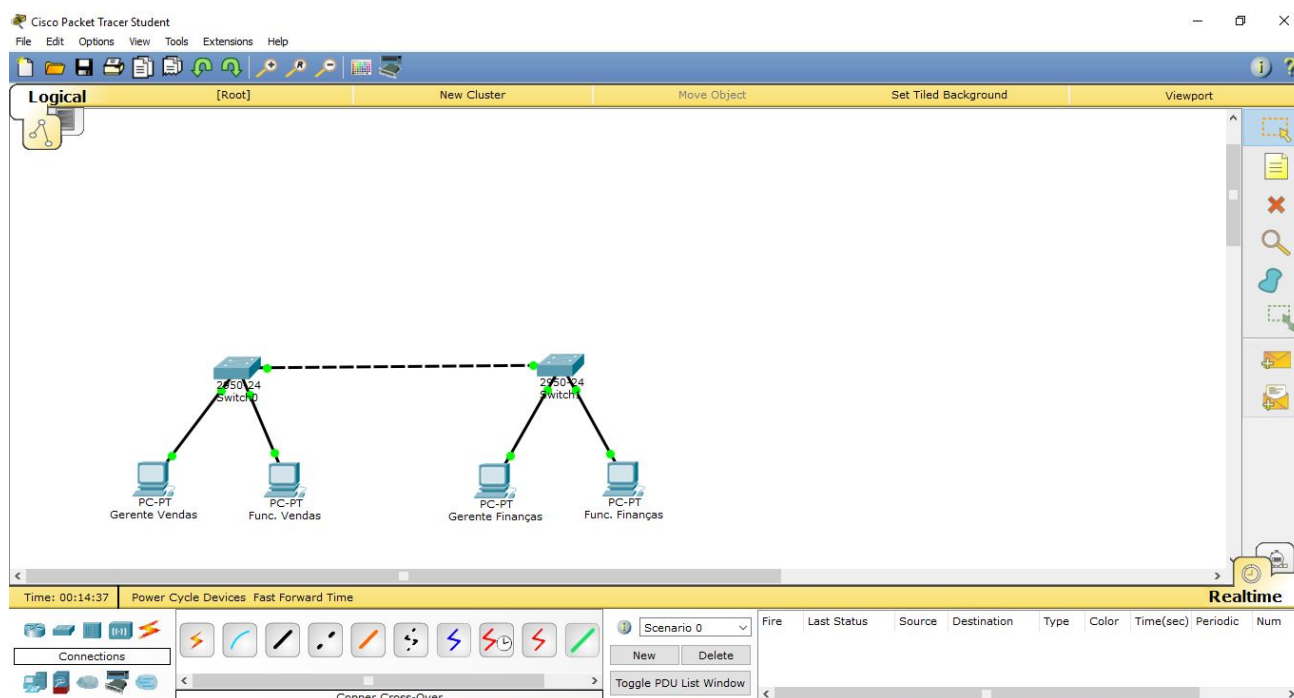 Cisco Packet Tracer Student
File Edit Options View Tools Extensions Help
Logical [Root] New Cluster Move Object Set Tiled Background Viewport
2950-24
Switch0
2950-24
Switch1
PC-PT
Gerente Vendas
PC-PT
Func. Vendas
PC-PT
Gerente Finanças
PC-PT
Func. Finanças
Time: 00:14:37 Power Cycle Devices Fast Forward Time Realtime
Scenario 0
Fire Last Status Source Destination Type Color Time(sec) Periodic Num
Connections
New Delete
Toggle PDU List Window
Copper Cross-Over